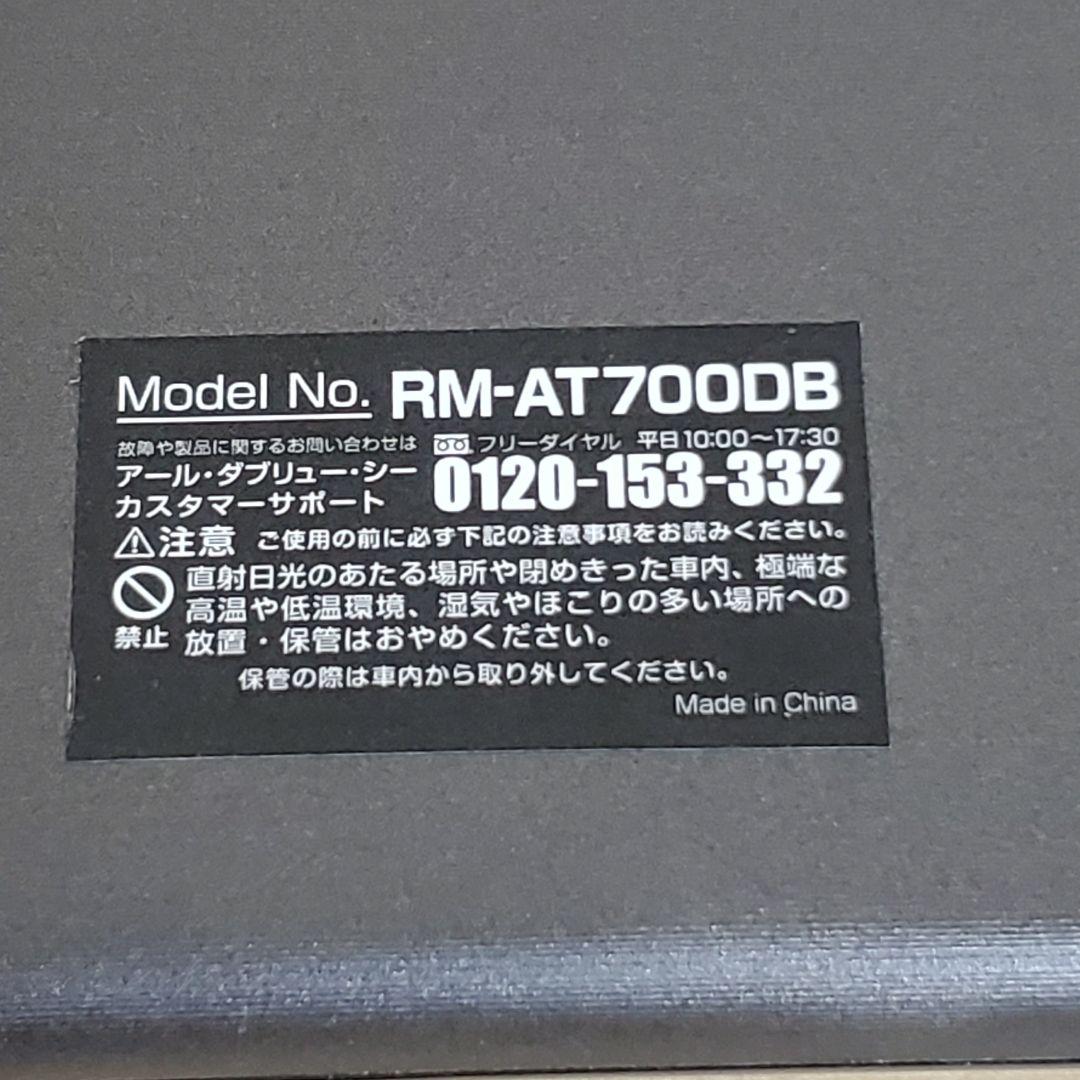 Model No. RM-AT700DB
故障や製品に関するお問い合わせは フリーダイヤル 平日10:00～17:30
アール・ダブリュー・シー
カスタマーサポート
0120-153-332
注意 ご使用の前に必ず下記の注意事項をお読みください。
直射日光のあたる場所や閉めきった車内、極端な
高温や低温環境、湿気やほこりの多い場所への
禁止 放置・保管はおやめください。
保管の際は車内から取り外してください。
Made in China